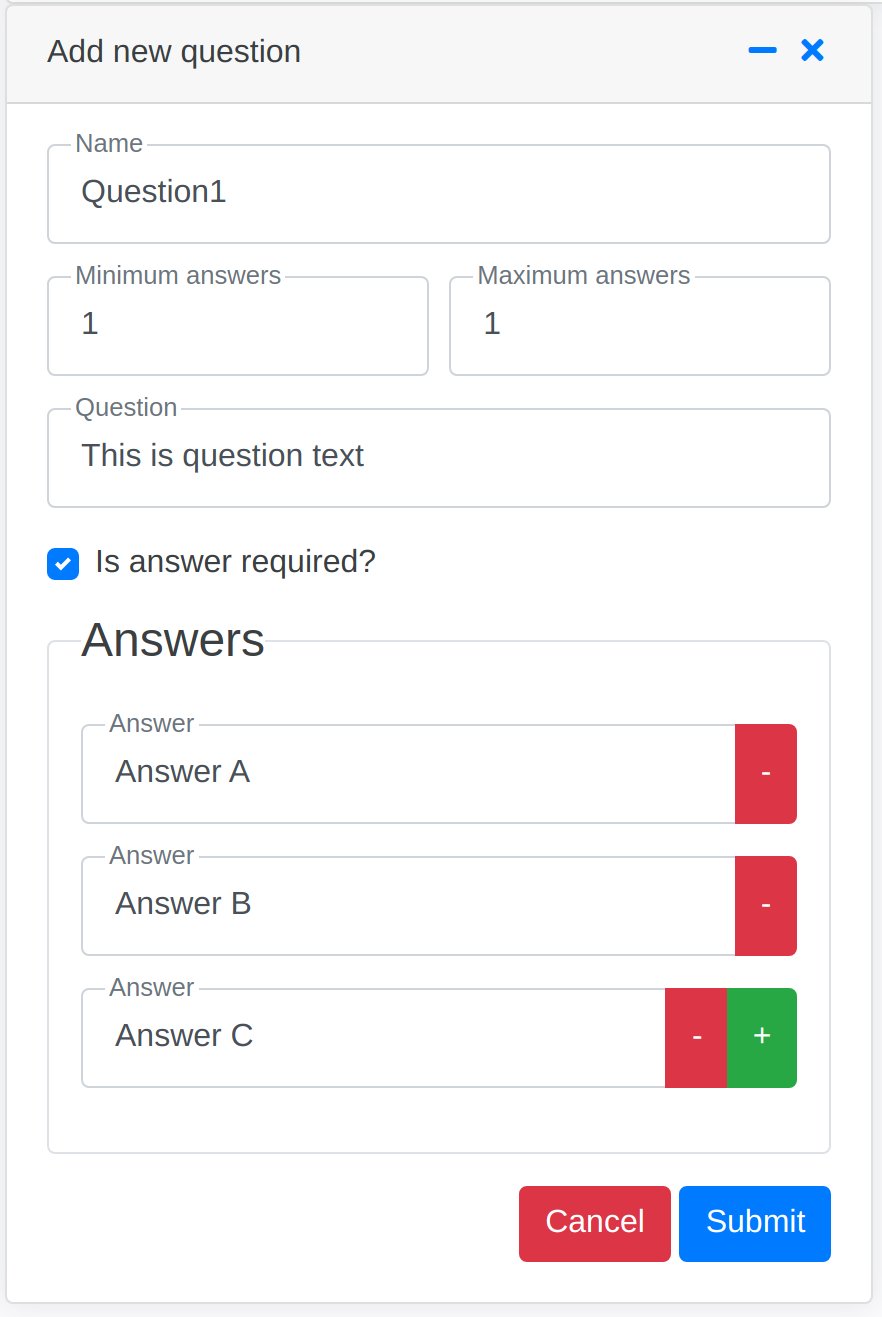 Add new question
Name
Question1
Minimum answers
Maximum answers
1
1
Question
This is question text
Is answer required?
Answers
Answer
Answer A
-
Answer
Answer B
-
Answer
Answer C
- +
Cancel
Submit